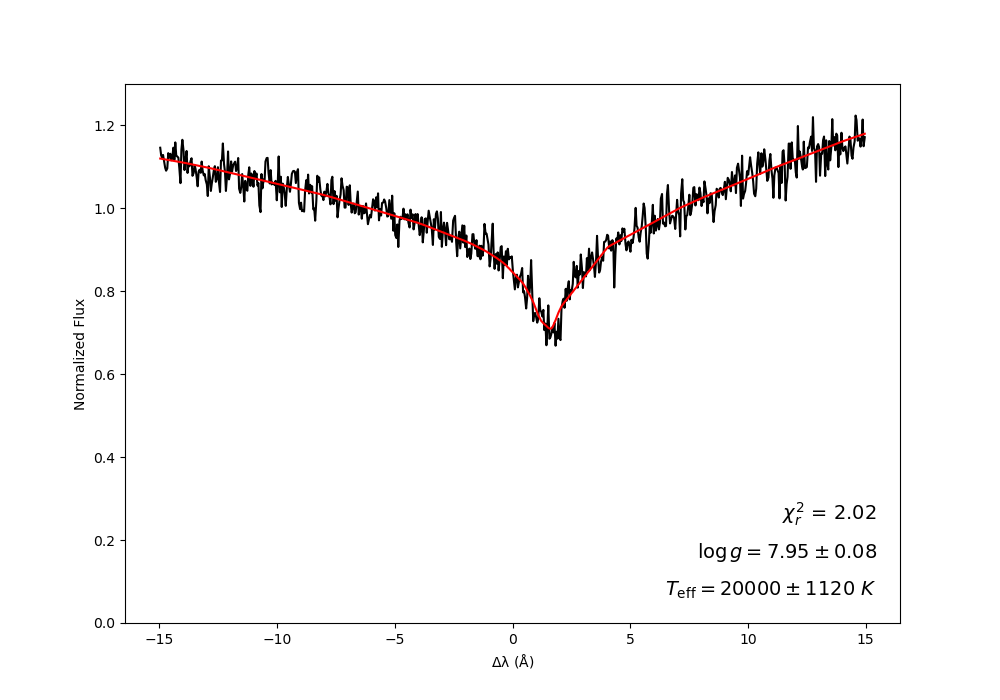 1.2
1.0
0.8
0.6
0.4
0.2
0.0
Normalized Flux
χ²ᵣ = 2.02
log g = 7.95 ± 0.08
T_eff = 20000 ± 1120 K
−15 −10 −5 0 5 10 15
Δλ (Å)